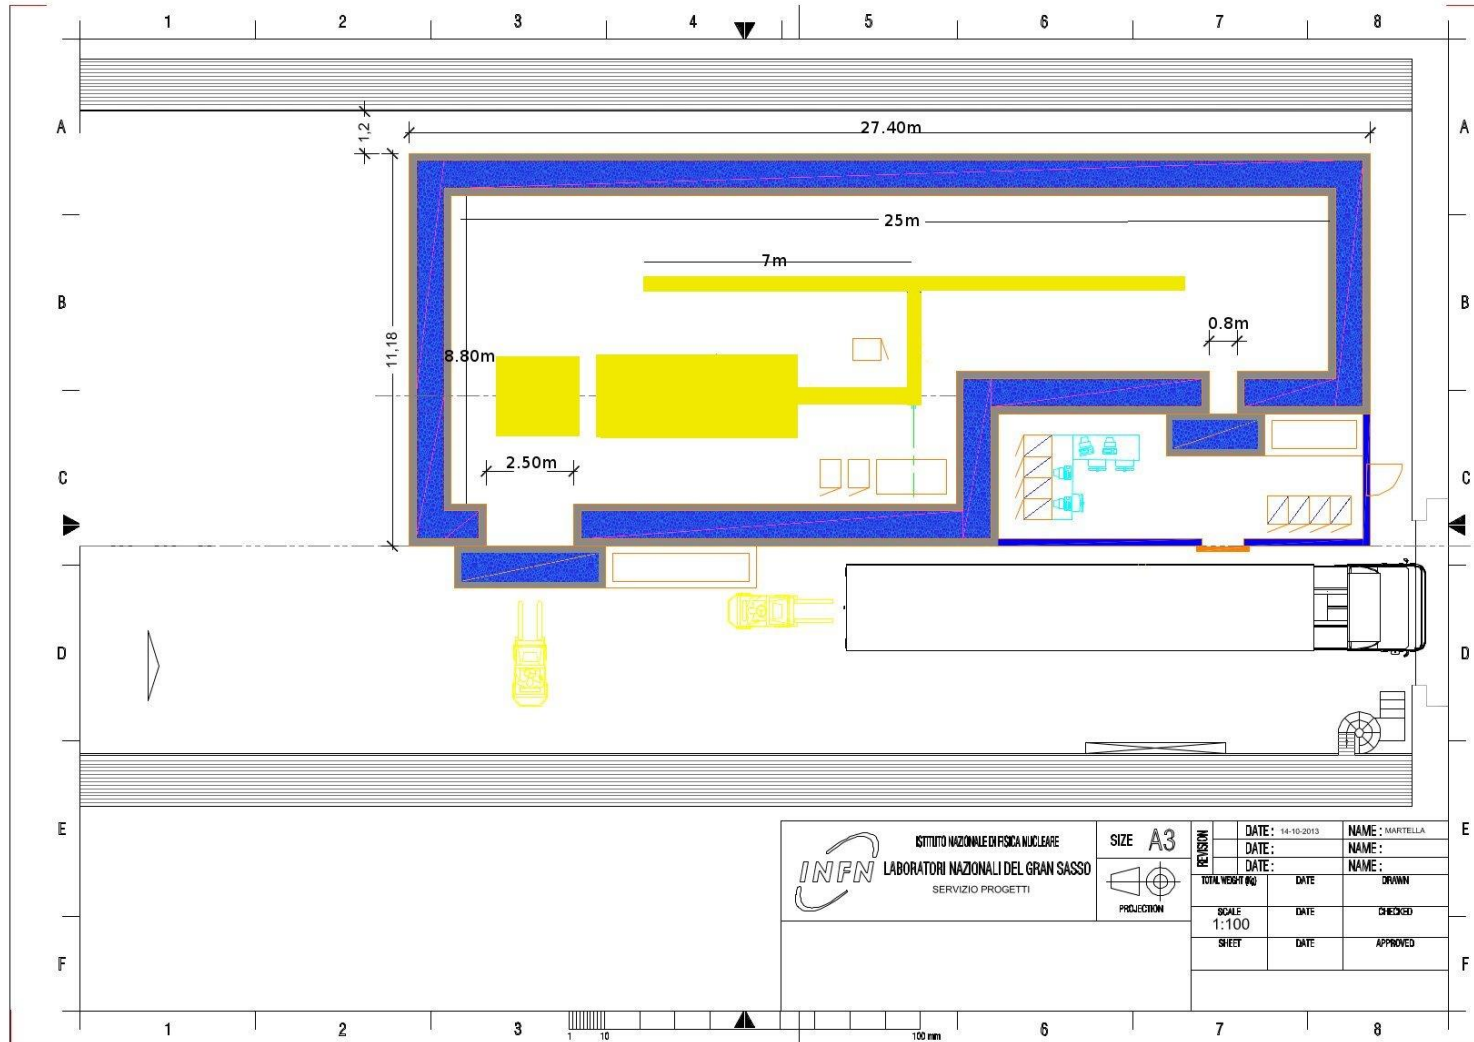 1 2 3 4 5 6 7 8
A A
1,2
27.40m
25m
7m
B B
0.8m
11,18
8.80m
2.50m
C C
D D
E E
ISTITUTO NAZIONALE DI FISICA NUCLEARE
INFN
LABORATORI NAZIONALI DEL GRAN SASSO
SERVIZIO PROGETTI
SIZE A3
PROJECTION
REVISION
DATE: 14-10-2013 NAME: MARTELLA
DATE: NAME:
DATE: NAME:
TOTAL WEIGHT (Kg) DATE DRAWN
SCALE DATE CHECKED
1:100
SHEET DATE APPROVED
F F
1 2 3 6 7 8
1 10 100 mm